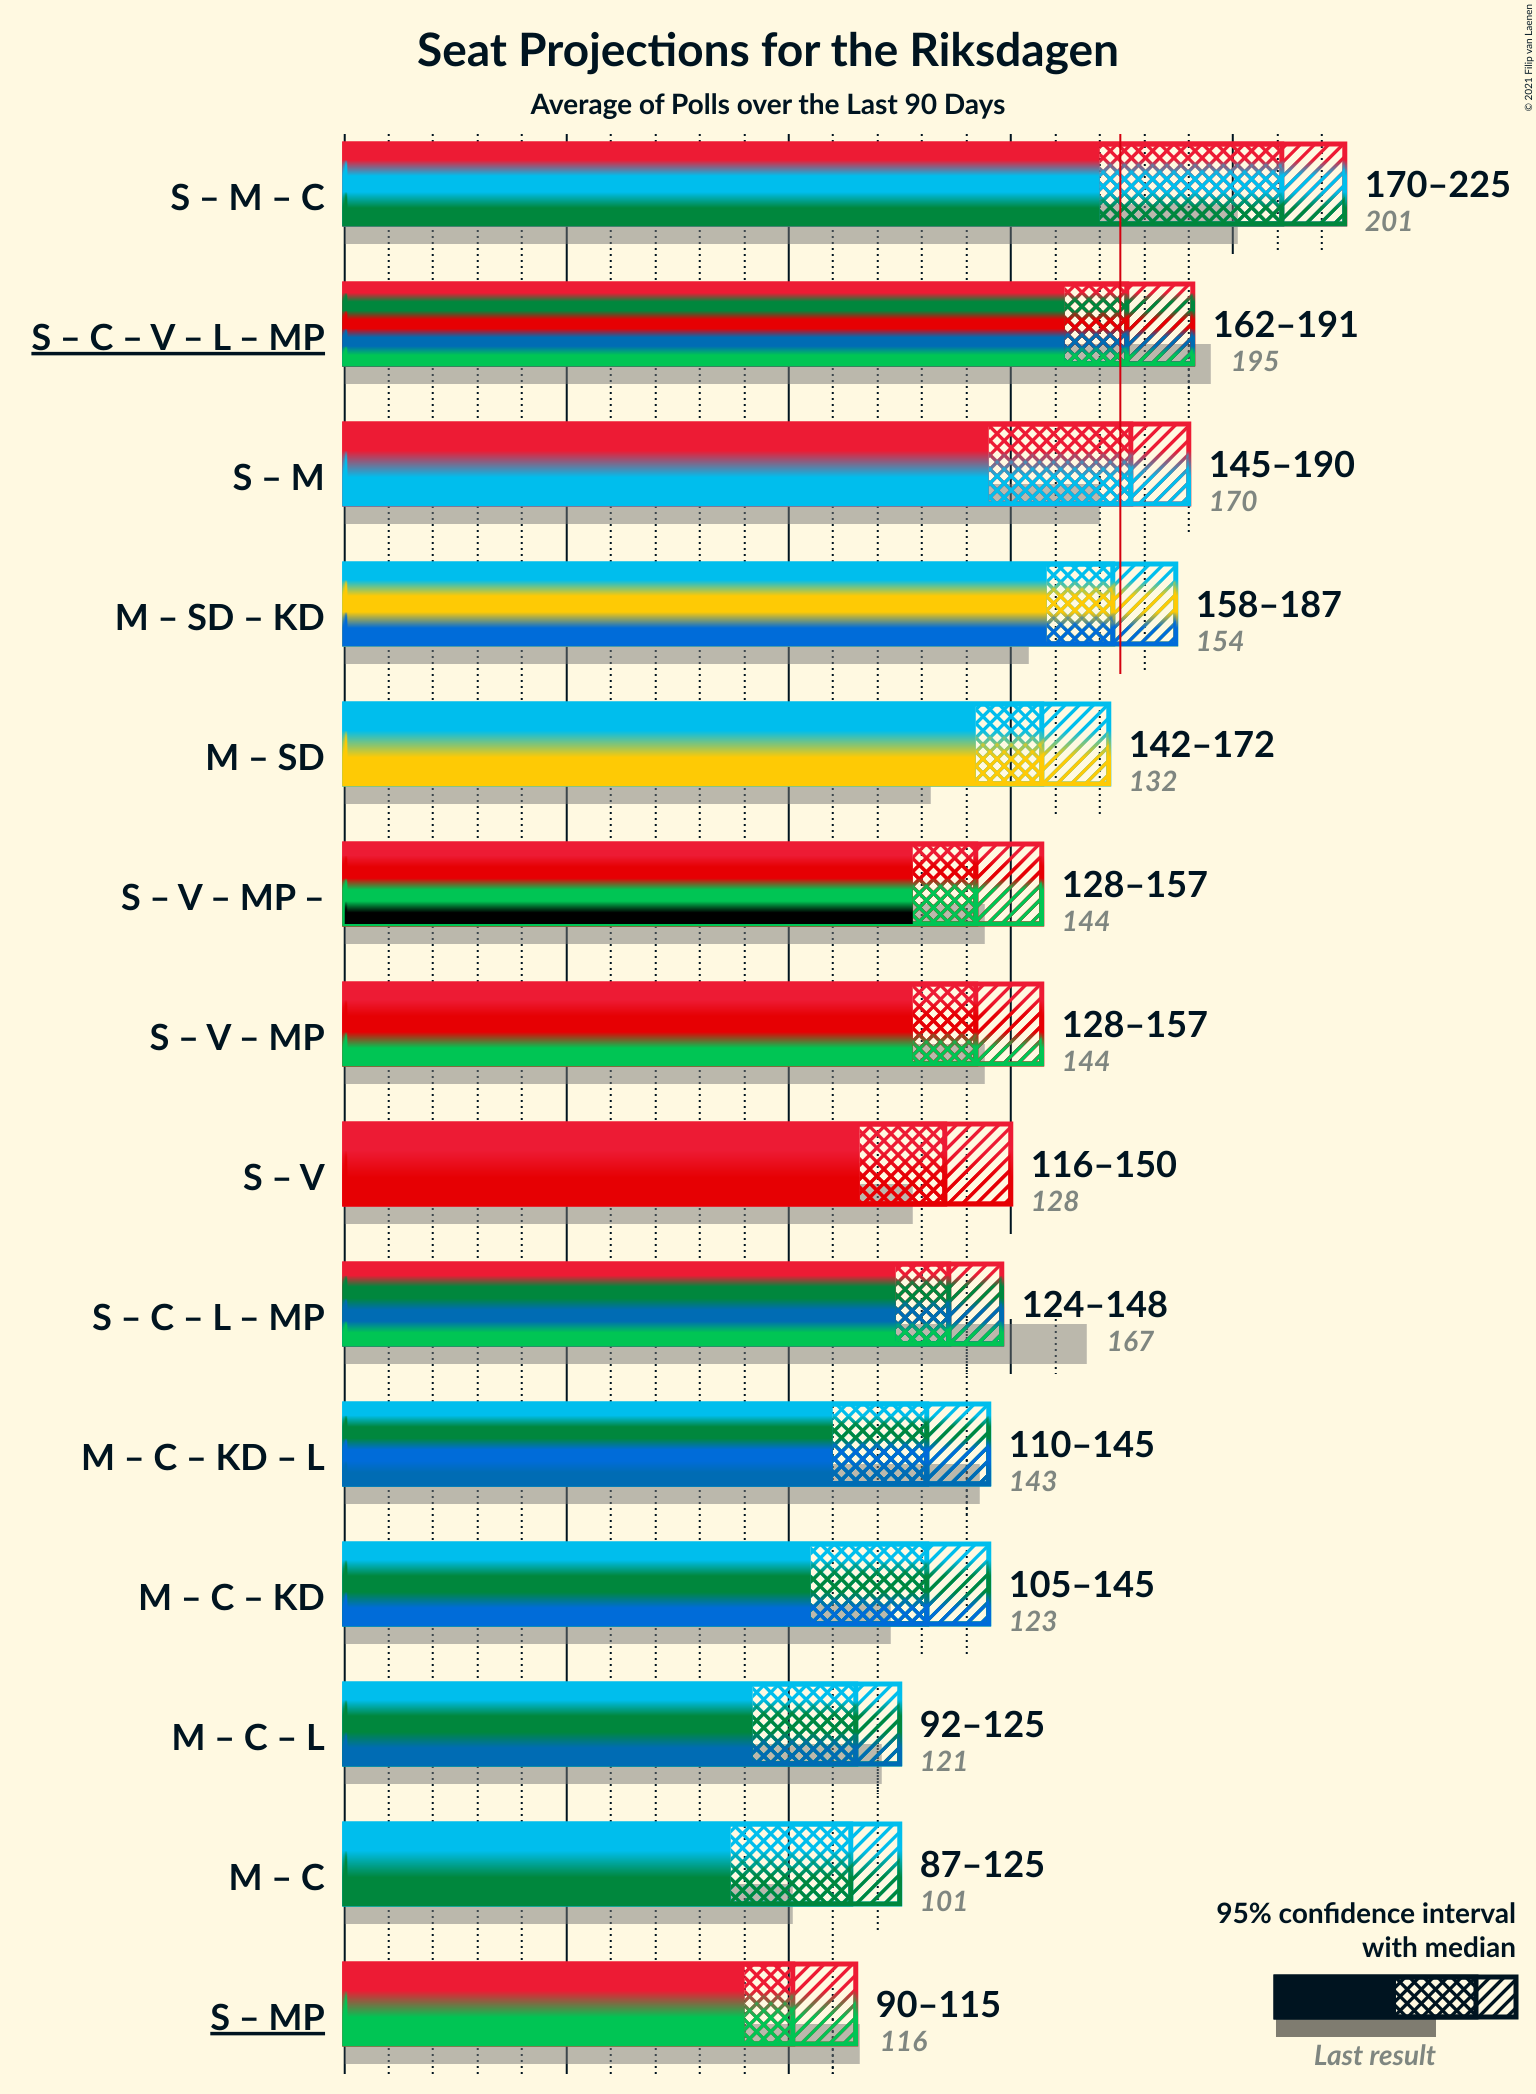 Seat Projections for the Riksdagen
Average of Polls over the Last 90 Days
© 2021 Filip van Laenen
S – M – C
170–225
201
S – C – V – L – MP
162–191
195
S – M
145–190
170
M – SD – KD
158–187
154
M – SD
142–172
132
S – V – MP –
128–157
144
S – V – MP
128–157
144
S – V
116–150
128
S – C – L – MP
124–148
167
M – C – KD – L
110–145
143
M – C – KD
105–145
123
M – C – L
92–125
121
M – C
87–125
101
S – MP
90–115
116
95% confidence interval
with median
Last result